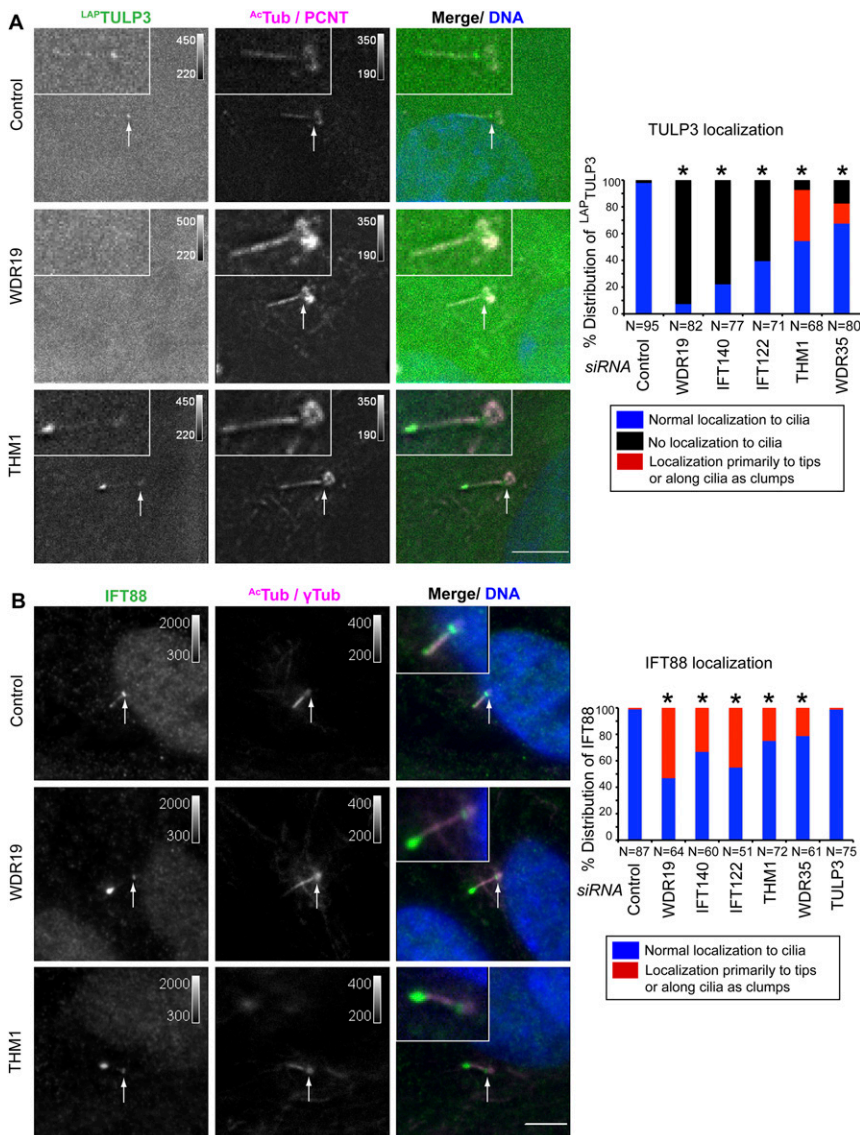 A
LAPTULP3
AcTub / PCNT
Merge/ DNA
Control
450
220
350
190
WDR19
500
220
350
190
THM1
450
220
350
190
TULP3 localization
% Distribution of LAPTULP3
100
80
60
40
20
0
* * * * *
N=95 N=82 N=77 N=71 N=68 N=80
siRNA
Control
WDR19
IFT140
IFT122
THM1
WDR35
Normal localization to cilia
No localization to cilia
Localization primarily to tips
or along cilia as clumps
B
IFT88
AcTub / γTub
Merge/ DNA
Control
2000
300
400
200
WDR19
2000
300
400
200
THM1
2000
300
400
200
IFT88 localization
% Distribution of IFT88
100
80
60
40
20
0
* * * * *
N=87 N=64 N=60 N=51 N=72 N=61 N=75
siRNA
Control
WDR19
IFT140
IFT122
THM1
WDR35
TULP3
Normal localization to cilia
Localization primarily to tips
or along cilia as clumps